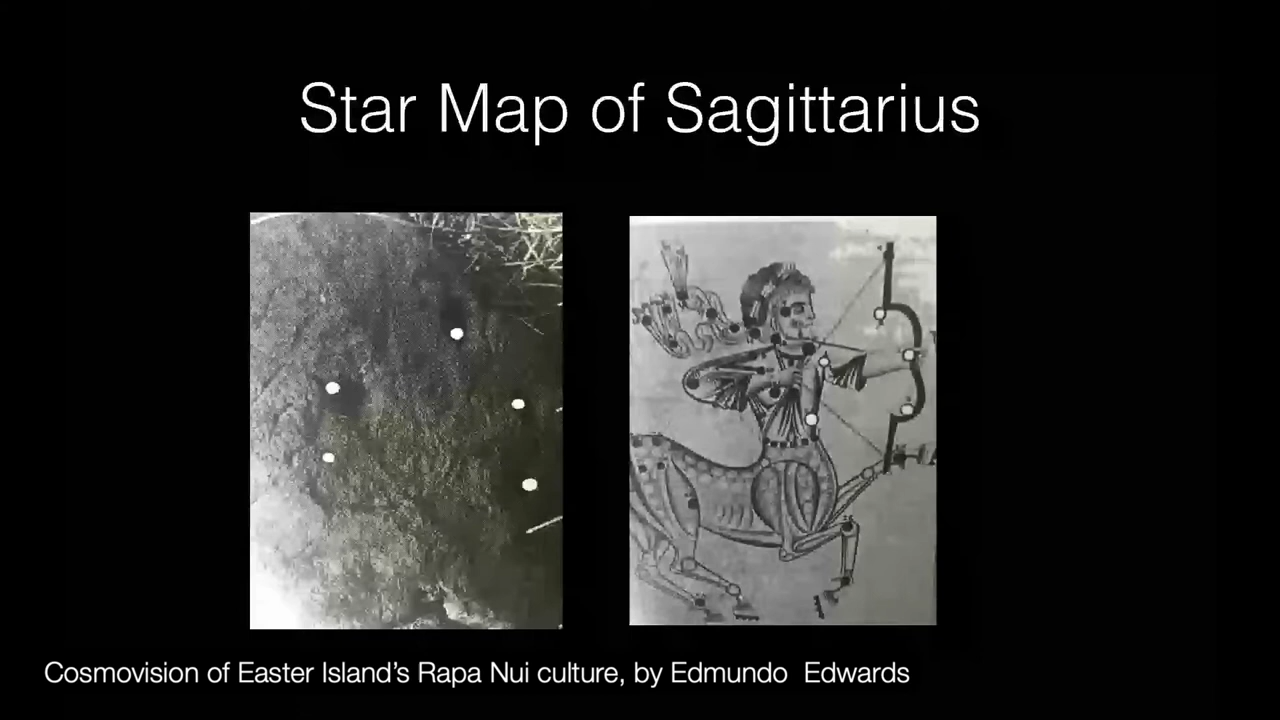 Star Map of Sagittarius
Cosmovision of Easter Island's Rapa Nui culture, by Edmundo Edwards